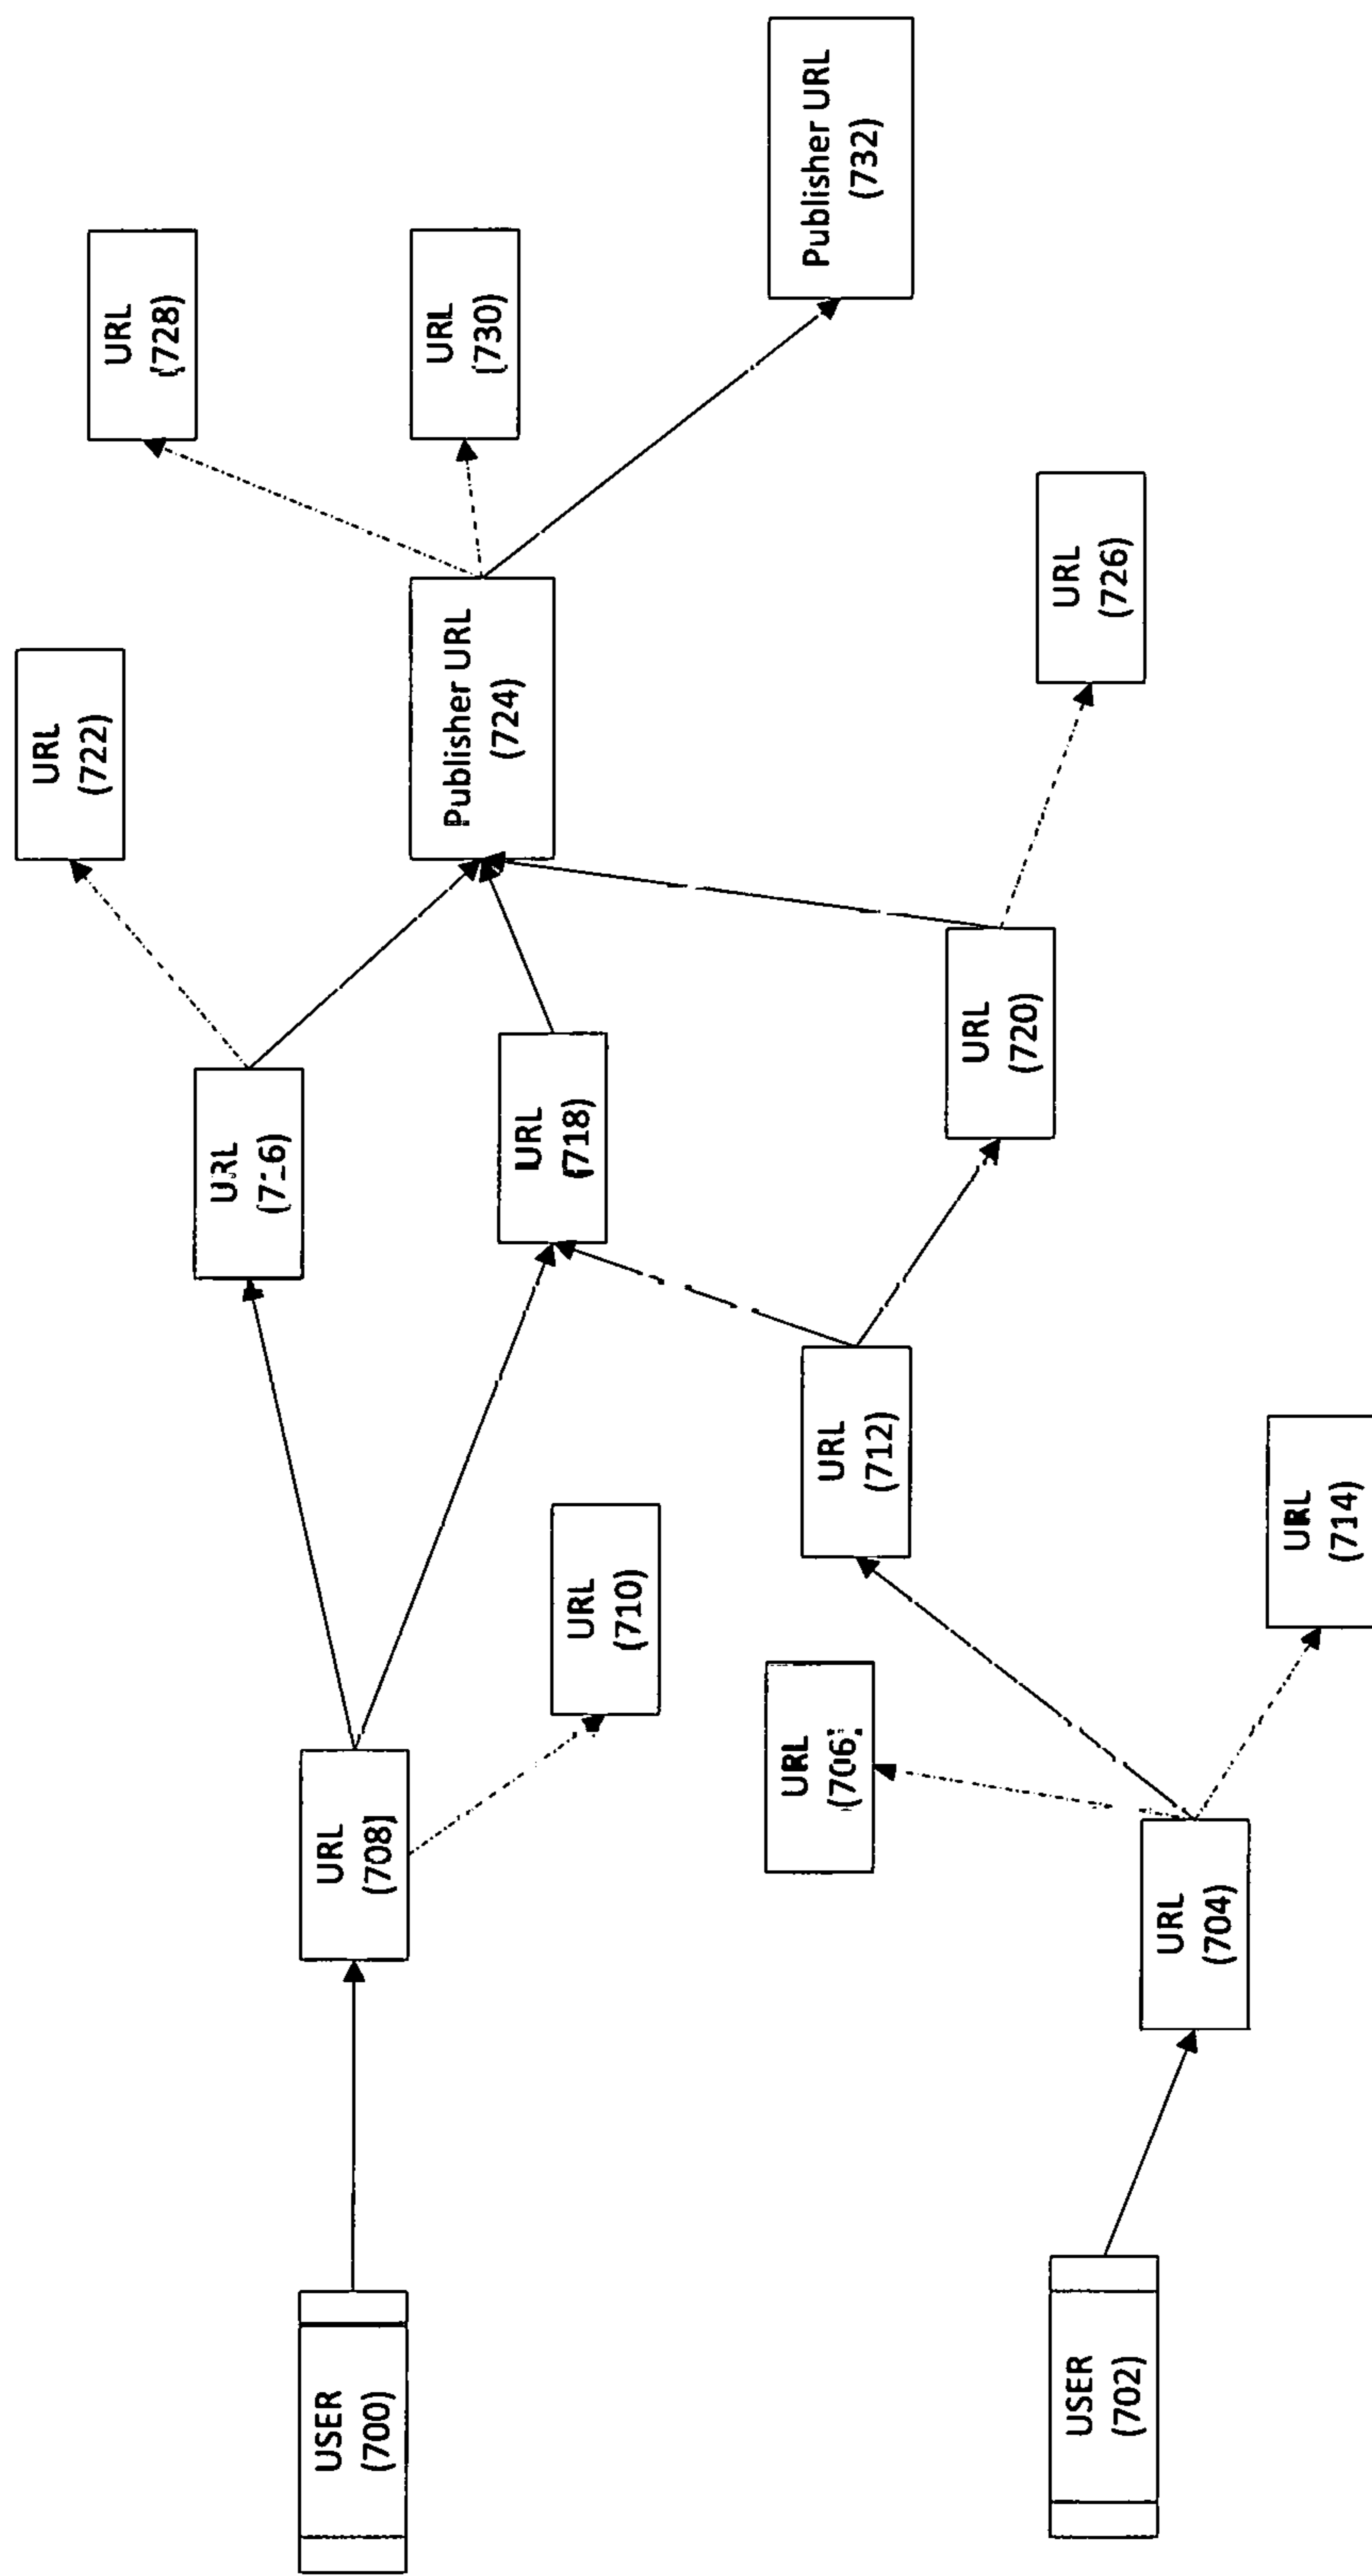 URL
(722)
URL
(728)
URL
USER
(700)
URL
(708)
Publisher URL
(724)
URL
(730)
URL
(718)
URL
(710)
URL
(706)
Publisher URL
(732)
URL
(712)
URL
(720)
URL
(726)
USER
(702)
URL
(704)
URL
(714)